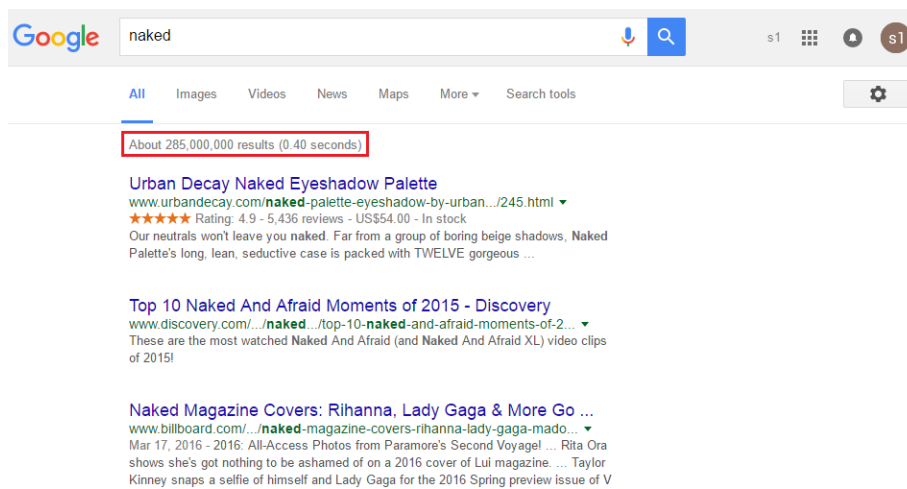 Google naked s1 s1
All Images Videos News Maps More Search tools
About 285,000,000 results (0.40 seconds)
Urban Decay Naked Eyeshadow Palette
www.urbandecay.com/naked-palette-eyeshadow-by-urban.../245.html
Rating: 4.9 - 5,436 reviews - US$54.00 - In stock
Our neutrals won't leave you naked. Far from a group of boring beige shadows, Naked
Palette's long, lean, seductive case is packed with TWELVE gorgeous ...
Top 10 Naked And Afraid Moments of 2015 - Discovery
www.discovery.com/.../naked.../top-10-naked-and-afraid-moments-of-2...
These are the most watched Naked And Afraid (and Naked And Afraid XL) video clips
of 2015!
Naked Magazine Covers: Rihanna, Lady Gaga & More Go ...
www.billboard.com/.../naked-magazine-covers-rihanna-lady-gaga-mado...
Mar 17, 2016 - 2016: All-Access Photos from Paramore's Second Voyage! ... Rita Ora
shows she's got nothing to be ashamed of on a 2016 cover of Lui magazine. ... Taylor
Kinney snaps a selfie of himself and Lady Gaga for the 2016 Spring preview issue of V